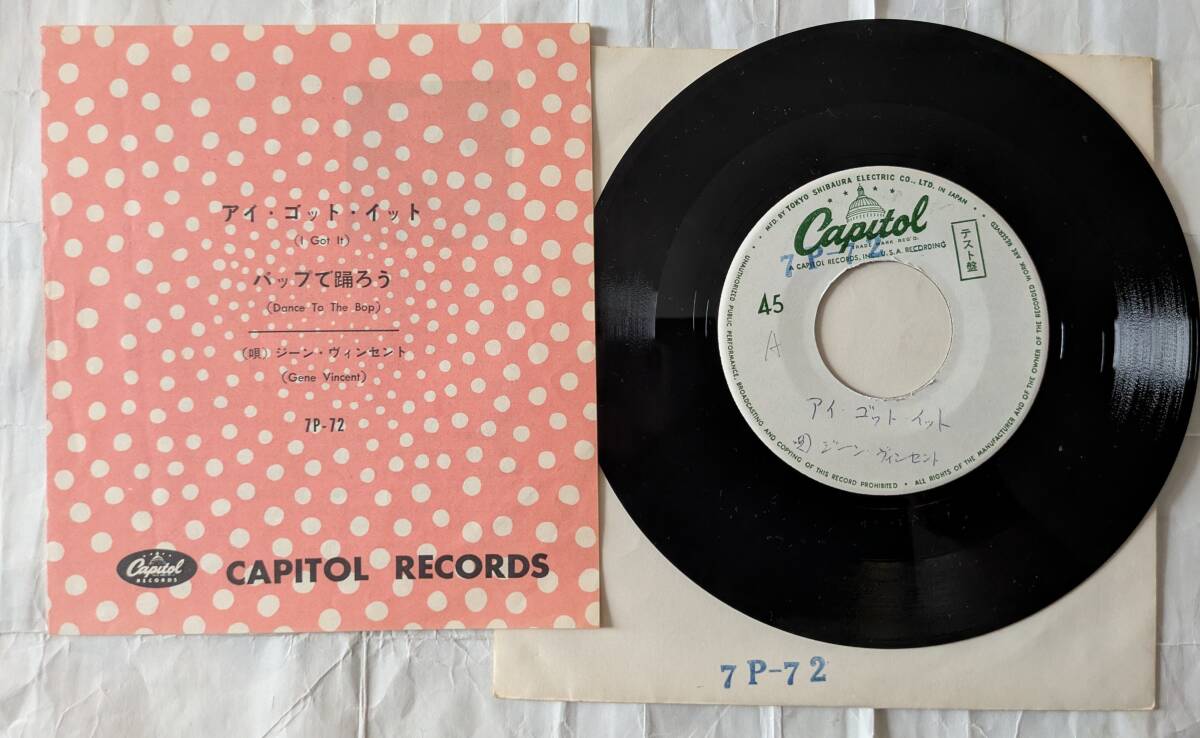 アイ・ゴット・イット
(I Got It)
バップで踊ろう
(Dance To The Bop)
(唄) ジーン・ヴィンセント
(Gene Vincent)
7P-72
Capitol
RECORDS
CAPITOL RECORDS
• MFD. BY TOKYO SHIBAURA ELECTRIC CO., LTD. IN JAPAN •
Capitol
TRADE MARK REG'D.
7P-72
A CAPITOL RECORDS, INC. U.S.A. RECORDING
テスト盤
45
A
アイ・ゴット・イット
唄) ジーン・ヴィンセント
UNAUTHORIZED PUBLIC PERFORMANCE, BROADCASTING AND COPYING OF THIS RECORD PROHIBITED • ALL RIGHTS OF THE MANUFACTURER AND OF THE OWNER OF THE RECORDED WORK ARE RESERVED
7P-72